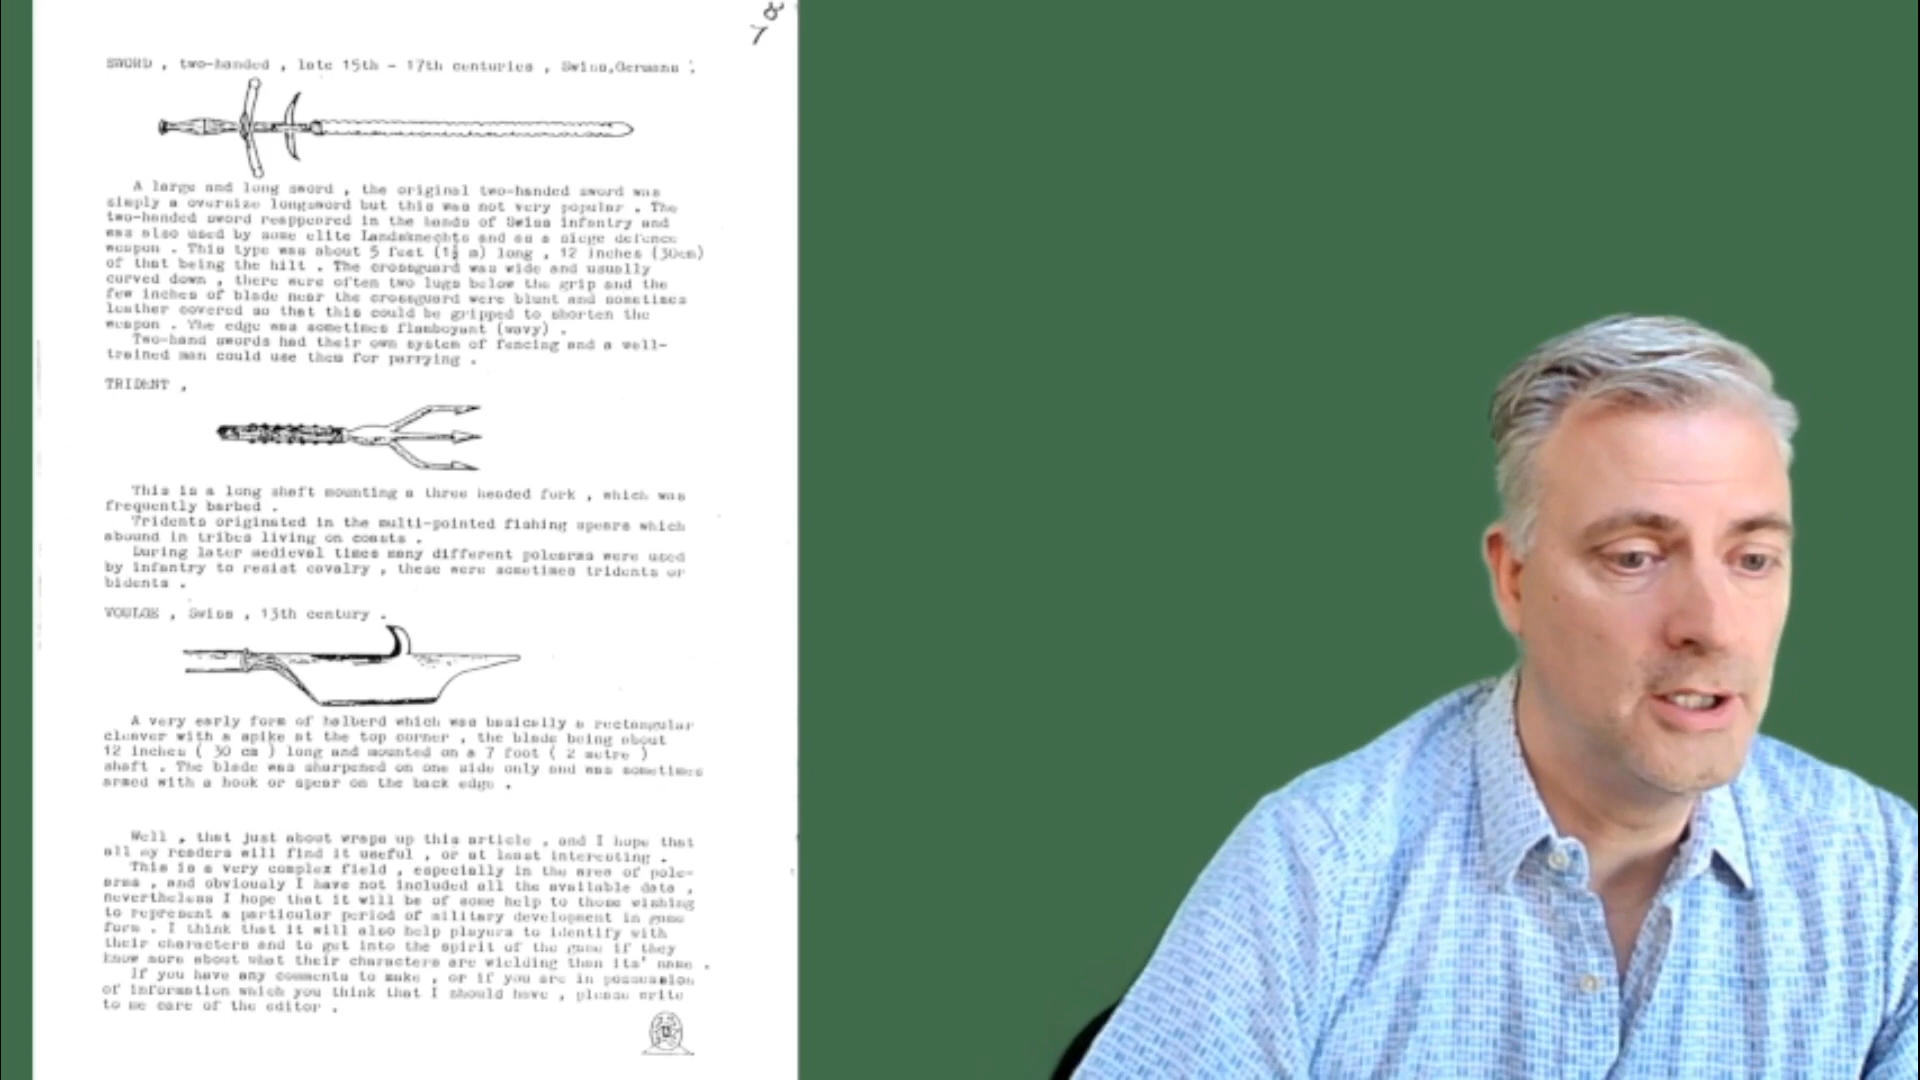 SWORD , two-handed , late 15th - 17th centuries , Swiss,Germans .
A large and long sword , the original two-handed sword was
simply a oversize longsword but this was not very popular . The
two-handed sword reappeared in the hands of Swiss infantry and
was also used by some elite Landsknechts and as a siege defence
weapon . This type was about 5 feet (1½ m) long , 12 inches (30cm)
of that being the hilt . The crossguard was wide and usually
curved down , there were often two lugs below the grip and the
few inches of blade near the crossguard were blunt and sometimes
leather covered so that this could be gripped to shorten the
weapon . The edge was sometimes flamboyant (wavy) .
Two-hand swords had their own system of fencing and a well-
trained man could use them for parrying .
TRIDENT ,
This is a long shaft mounting a three headed fork , which was
frequently barbed .
Tridents originated in the multi-pointed fishing spears which
abound in tribes living on coasts .
During later medieval times many different polearms were used
by infantry to resist cavalry , these were sometimes tridents or
bidents .
VOULGE , Swiss , 13th century .
A very early form of halberd which was basically a rectangular
cleaver with a spike at the top corner , the blade being about
12 inches ( 30 cm ) long and mounted on a 7 foot ( 2 metre )
shaft . The blade was sharpened on one side only and was sometimes
armed with a hook or spear on the back edge .
Well , that just about wraps up this article , and I hope that
all my readers will find it useful , or at least interesting .
This is a very complex field , especially in the area of pole-
arms , and obviously I have not included all the available data ,
nevertheless I hope that it will be of some help to those wishing
to represent a particular period of military development in game
form . I think that it will also help players to identify with
their characters and to get into the spirit of the game if they
know more about what their characters are wielding than its' name .
If you have any comments to make , or if you are in possession
of information which you think that I should have , please write
to me care of the editor .